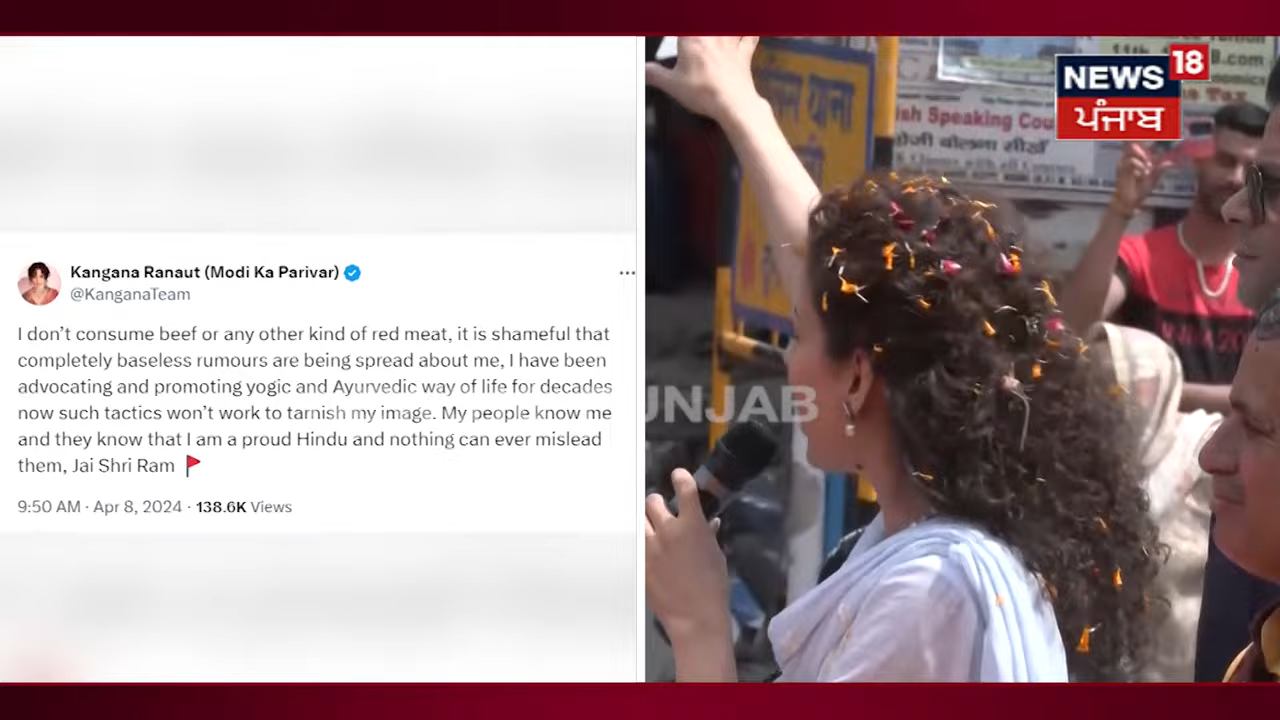 Kangana Ranaut (Modi Ka Parivar)
@KanganaTeam
I don't consume beef or any other kind of red meat, it is shameful that
completely baseless rumours are being spread about me, I have been
advocating and promoting yogic and Ayurvedic way of life for decades
now such tactics won't work to tarnish my image. My people know me
and they know that I am a proud Hindu and nothing can ever mislead
them, Jai Shri Ram
9:50 AM · Apr 8, 2024 · 138.6K Views
NEWS 18
ਪੰਜਾਬ
UNJAB
ish Speaking Cou
थाना